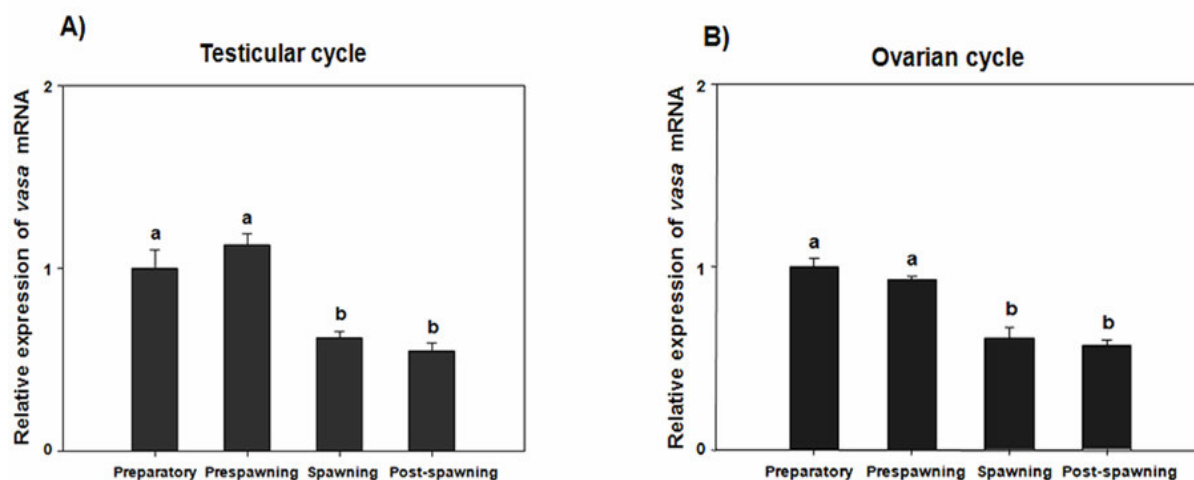 A)
Testicular cycle
Relative expression of vasa mRNA
2
1
0
a
a
b
b
Preparatory Prespawning Spawning Post-spawning
B)
Ovarian cycle
Relative expression of vasa mRNA
2
1
0
a
a
b
b
Preparatory Prespawning Spawning Post-spawning